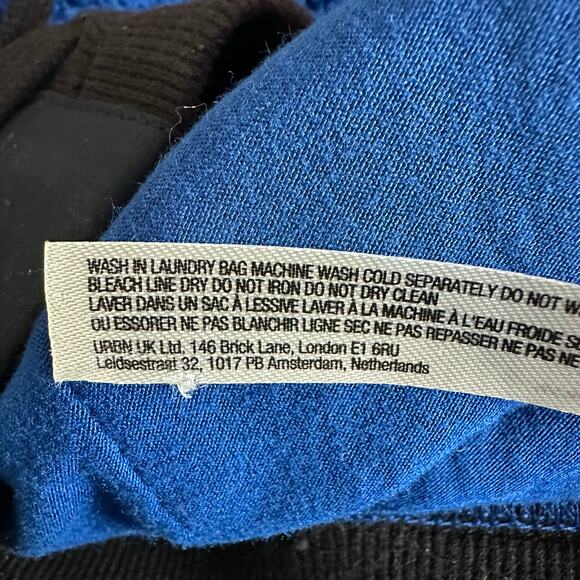 WASH IN LAUNDRY BAG MACHINE WASH COLD SEPARATELY DO NOT W
BLEACH LINE DRY DO NOT IRON DO NOT DRY CLEAN
LAVER DANS UN SAC À LESSIVE LAVER À LA MACHINE À L'EAU FROIDE
OU ESSORER NE PAS BLANCHIR LIGNE SEC NE PAS REPASSER NE PAS NE
URBN UK Ltd, 146 Brick Lane, London E1 6RU
Leidsestraat 32, 1017 PB Amsterdam, Netherlands